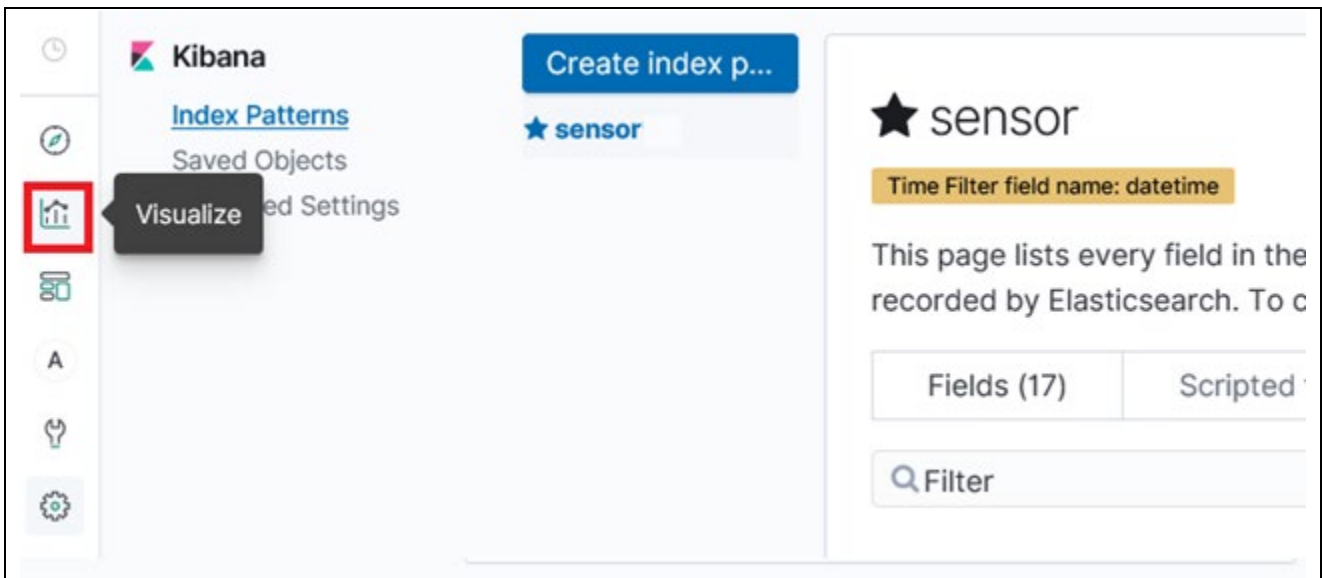 Kibana
Index Patterns
Saved Objects
ed Settings
Visualize
A
Create index p...
sensor
sensor
Time Filter field name: datetime
This page lists every field in the
recorded by Elasticsearch. To c
Fields (17)
Scripted
Filter